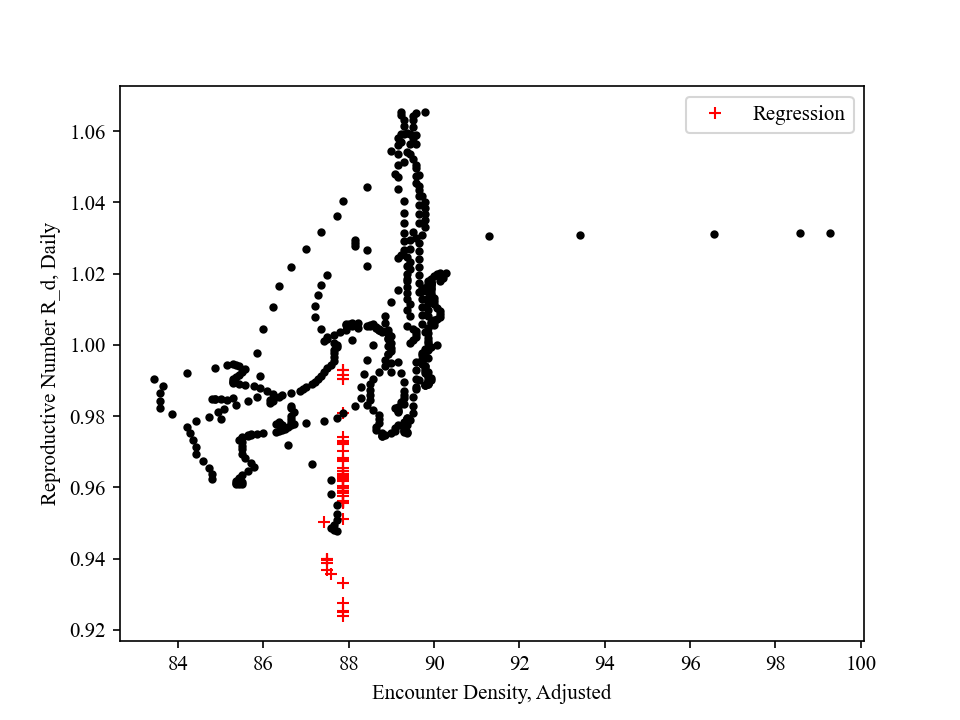 Regression
1.06
1.04
1.02
1.00
0.98
0.96
0.94
0.92
Reproductive Number R_d, Daily
84 86 88 90 92 94 96 98 100
Encounter Density, Adjusted